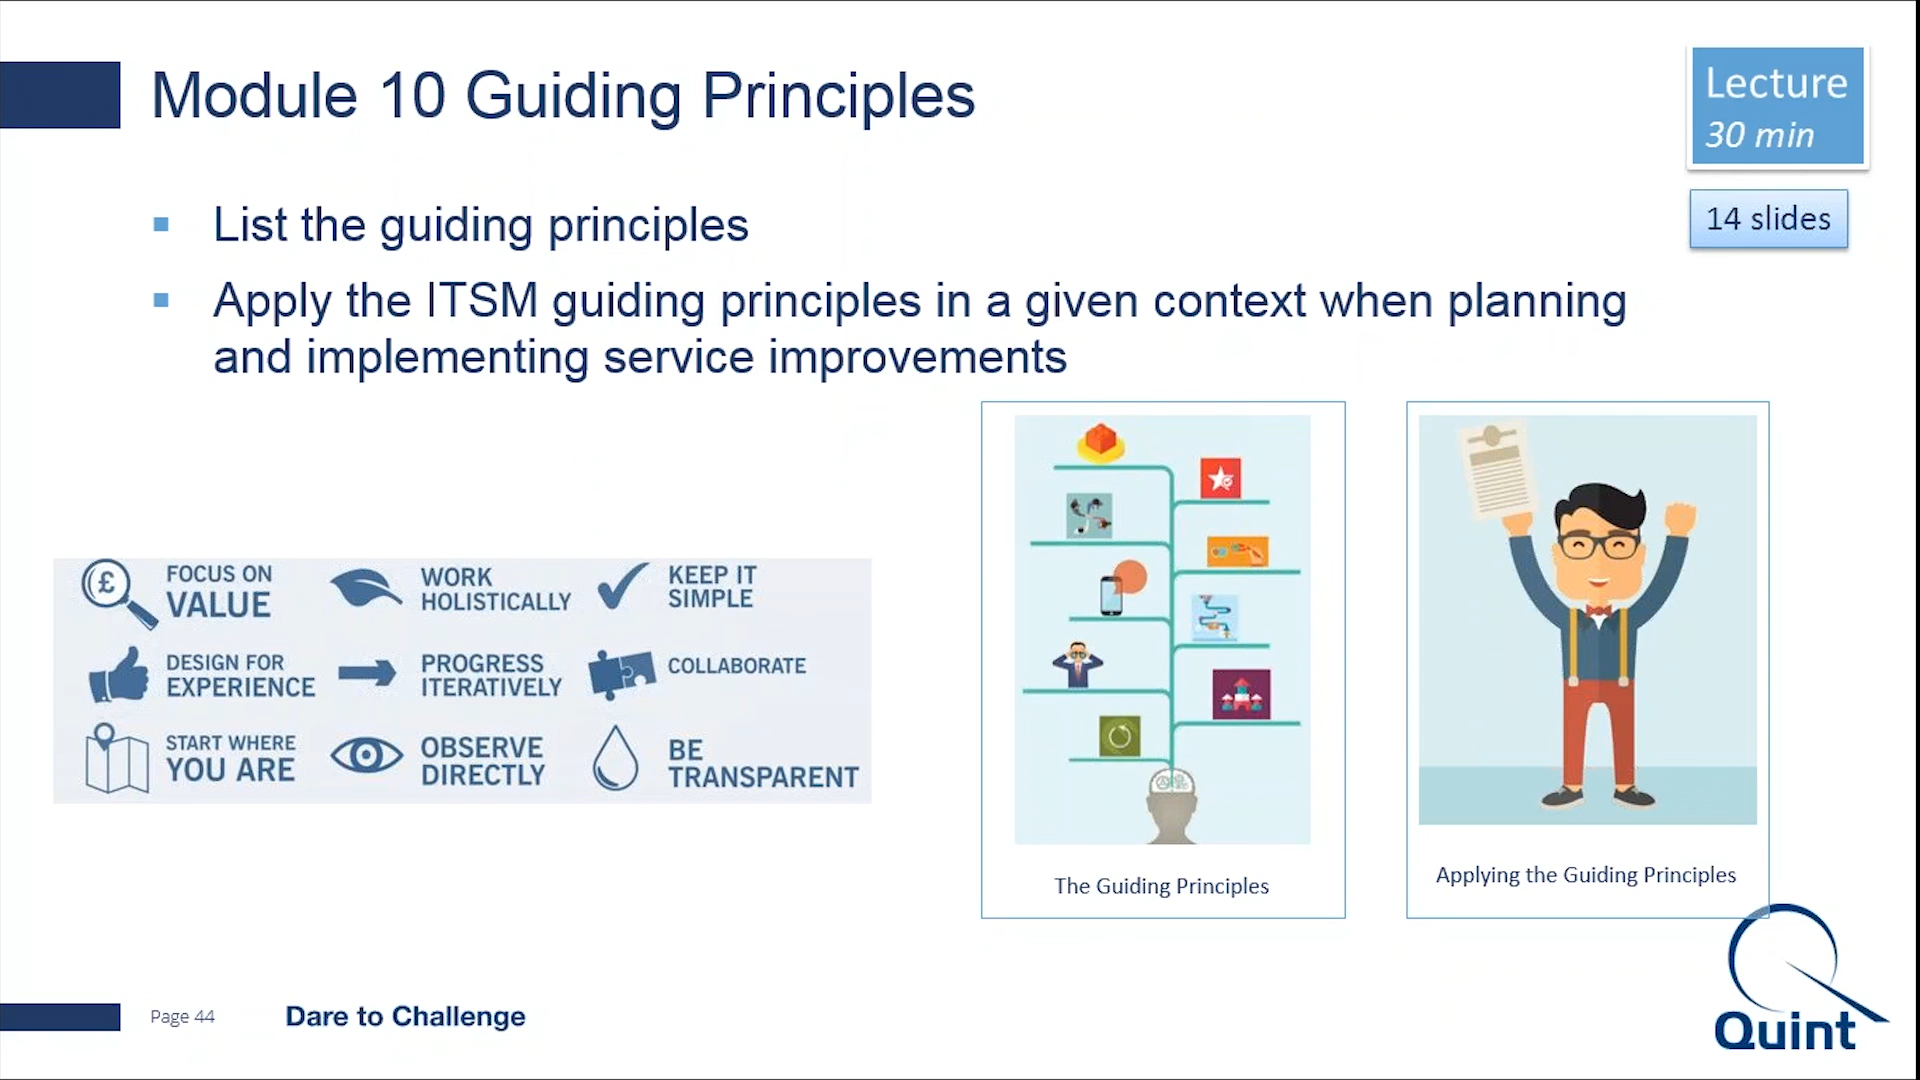 Module 10 Guiding Principles
Lecture
30 min
14 slides
List the guiding principles
Apply the ITSM guiding principles in a given context when planning
and implementing service improvements
£
FOCUS ON
VALUE
WORK
HOLISTICALLY
KEEP IT
SIMPLE
DESIGN FOR
EXPERIENCE
PROGRESS
ITERATIVELY
COLLABORATE
START WHERE
YOU ARE
OBSERVE
DIRECTLY
BE
TRANSPARENT
The Guiding Principles
Applying the Guiding Principles
Page 44
Dare to Challenge
Quint